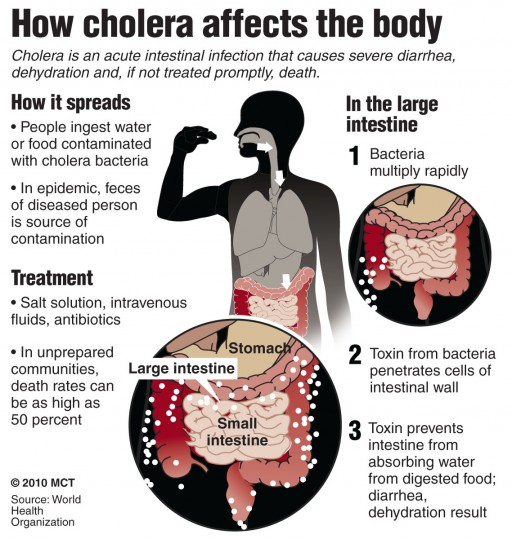 How cholera affects the body
Cholera is an acute intestinal infection that causes severe diarrhea,
dehydration and, if not treated promptly, death.
How it spreads
• People ingest water
or food contaminated
with cholera bacteria
• In epidemic, feces
of diseased person
is source of
contamination
Treatment
• Salt solution, intravenous
fluids, antibiotics
• In unprepared
communities,
death rates can
be as high as
50 percent
© 2010 MCT
Source: World
Health
Organization
Stomach
Large intestine
Small
intestine
In the large
intestine
1 Bacteria
multiply rapidly
2 Toxin from bacteria
penetrates cells of
intestinal wall
3 Toxin prevents
intestine from
absorbing water
from digested food;
diarrhea,
dehydration result